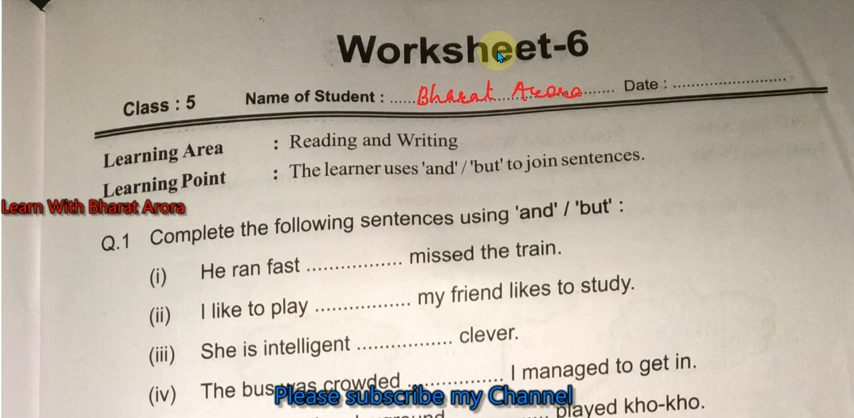 Worksheet-6
Class : 5 Name of Student : ...... Bharat Arora ....... Date : ..............................
Learning Area : Reading and Writing
Learning Point : The learner uses 'and' / 'but' to join sentences.
Learn With Bharat Arora
Q.1 Complete the following sentences using 'and' / 'but' :
(i) He ran fast ................. missed the train.
(ii) I like to play ................. my friend likes to study.
(iii) She is intelligent ................. clever.
(iv) The bus was crowded ................. I managed to get in.
Please subscribe my Channel
played kho-kho.